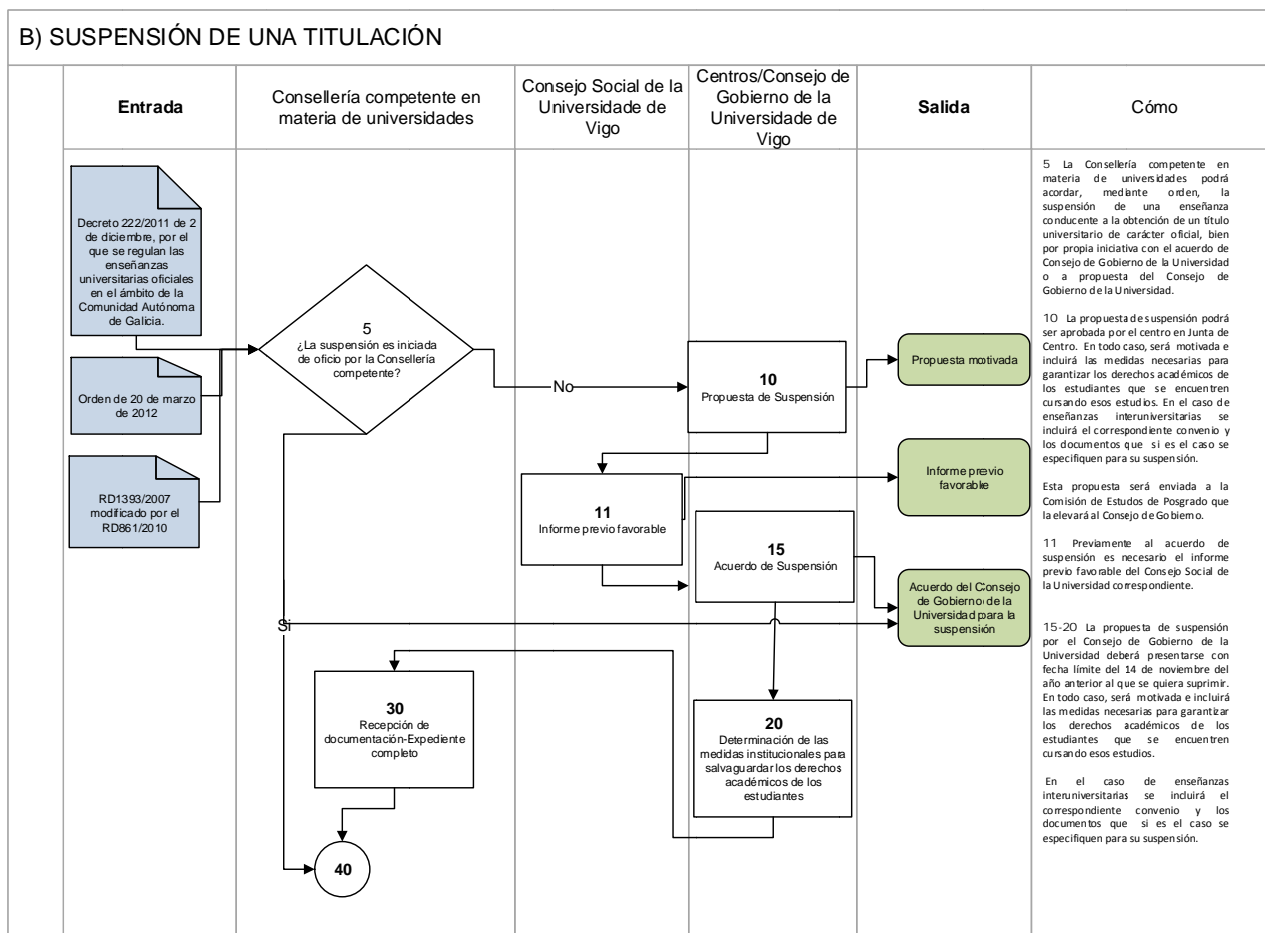 B) SUSPENSIÓN DE UNA TITULACIÓN
Entrada
Consellería competente en
materia de universidades
Consejo Social de la
Universidade de
Vigo
Centros/Consejo de
Gobierno de la
Universidade de
Vigo
Salida
Cómo
Decreto 222/2011 de 2
de diciembre, por el
que se regulan las
enseñanzas
universitarias oficiales
en el ámbito de la
Comunidad Autónoma
de Galicia.
Orden de 20 de marzo
de 2012
RD1393/2007
modificado por el
RD861/2010
5
¿La suspensión es iniciada
de oficio por la Consellería
competente?
No
Si
10
Propuesta de Suspensión
11
Informe previo favorable
15
Acuerdo de Suspensión
20
Determinación de las
medidas institucionales para
salvaguardar los derechos
académicos de los
estudiantes
30
Recepción de
documentación-Expediente
completo
40
Propuesta motivada
Informe previo
favorable
Acuerdo del Consejo
de Gobierno de la
Universidad para la
suspensión
5 La Consellería competente en
materia de universidades podrá
acordar, mediante orden, la
suspensión de una enseñanza
conducente a la obtención de un título
universitario de carácter oficial, bien
por propia iniciativa con el acuerdo de
Consejo de Gobierno de la Universidad
o a propuesta del Consejo de
Gobierno de la Universidad.
10 La propuesta de suspensión podrá
ser aprobada por el centro en Junta de
Centro. En todo caso, será motivada e
incluirá las medidas necesarias para
garantizar los derechos académicos de
los estudiantes que se encuentren
cursando esos estudios. En el caso de
enseñanzas interuniversitarias se
incluirá el correspondiente convenio y
los documentos que si es el caso se
especifiquen para su suspensión.
Esta propuesta será enviada a la
Comisión de Estudos de Posgrado que
la elevará al Consejo de Gobierno.
11 Previamente al acuerdo de
suspensión es necesario el informe
previo favorable del Consejo Social de
la Universidad correspondiente.
15-20 La propuesta de suspensión
por el Consejo de Gobierno de la
Universidad deberá presentarse con
fecha límite del 14 de noviembre del
año anterior al que se quiera suprimir.
En todo caso, será motivada e incluirá
las medidas necesarias para garantizar
los derechos académicos de los
estudiantes que se encuentren
cursando esos estudios.
En el caso de enseñanzas
interuniversitarias se incluirá el
correspondiente convenio y los
documentos que si es el caso se
especifiquen para su suspensión.